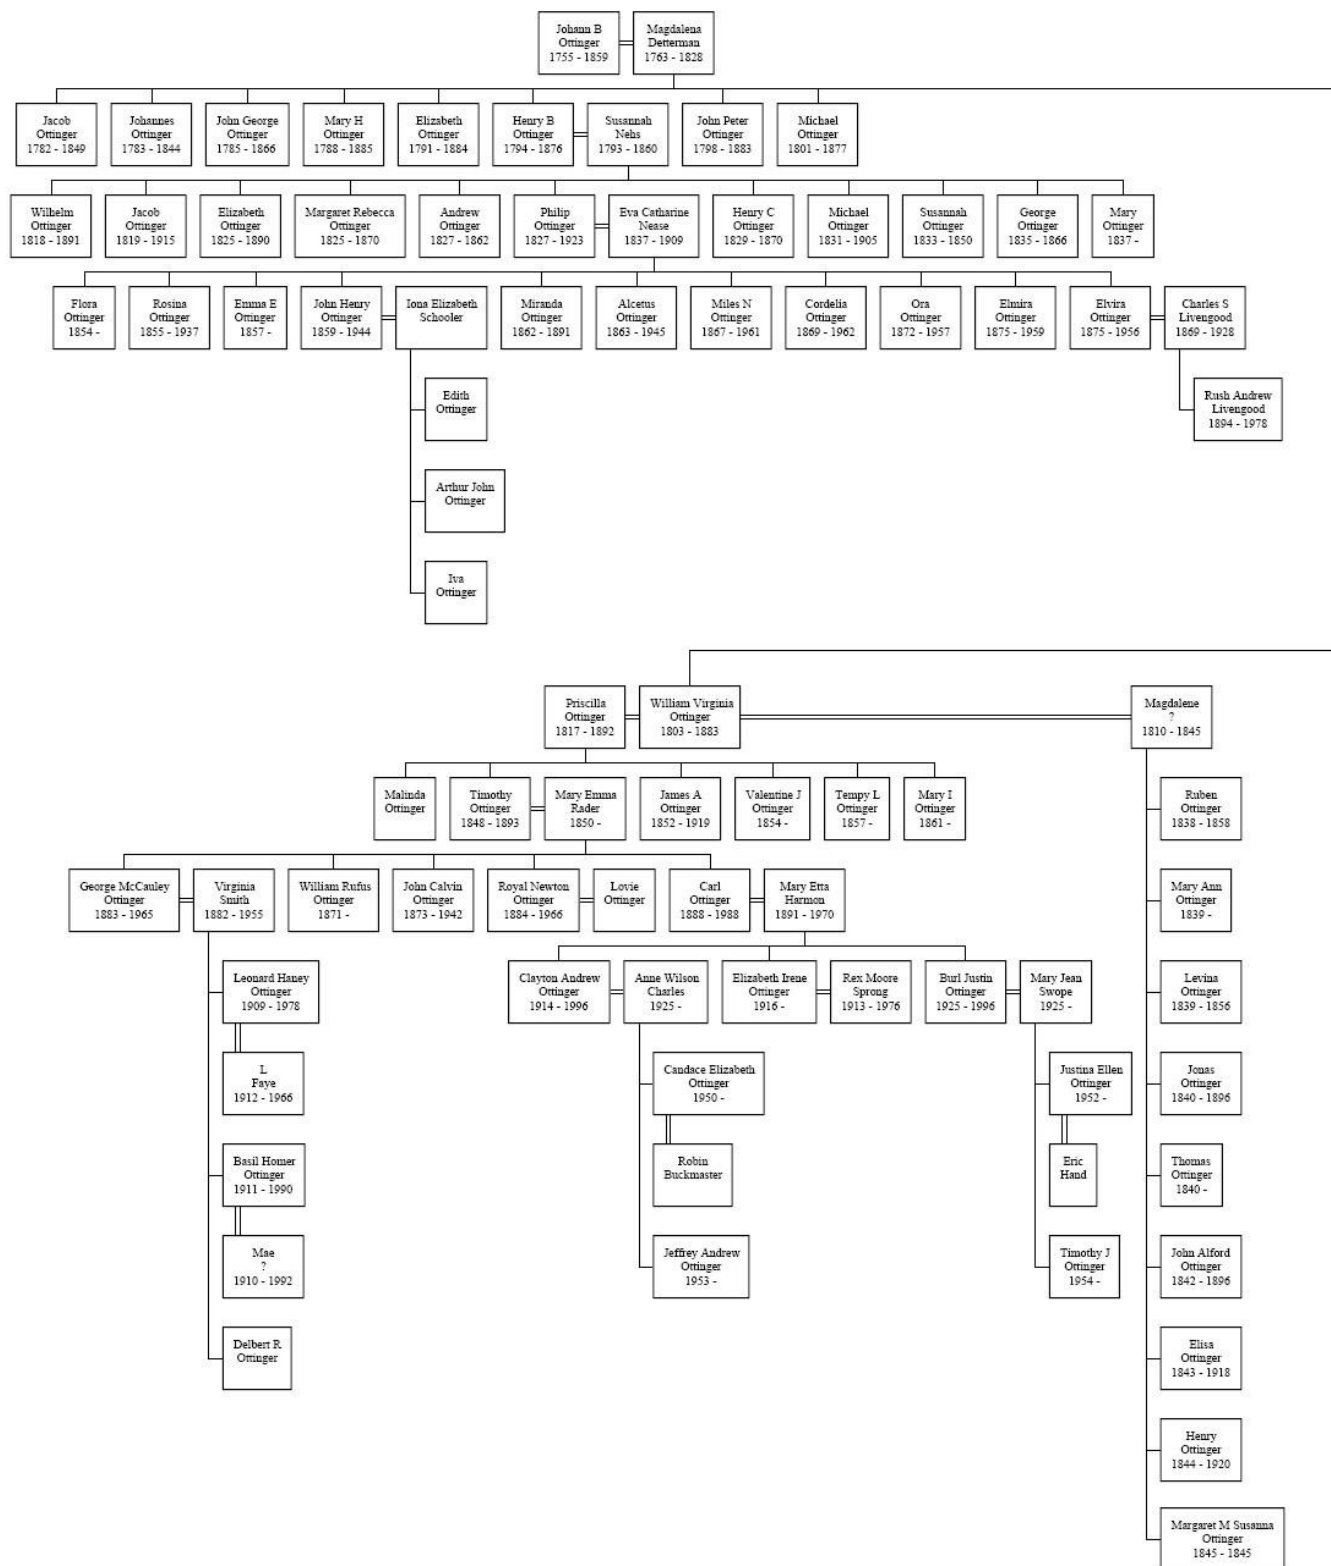 Johann B
Ottinger
1755 - 1859
Magdalena
Detterman
1763 - 1828
Jacob
Ottinger
1782 - 1849
Johannes
Ottinger
1783 - 1844
John George
Ottinger
1785 - 1866
Mary H
Ottinger
1788 - 1885
Elizabeth
Ottinger
1791 - 1884
Henry B
Ottinger
1794 - 1876
Susannah
Nehs
1793 - 1860
John Peter
Ottinger
1798 - 1883
Michael
Ottinger
1801 - 1877
Wilhelm
Ottinger
1818 - 1891
Jacob
Ottinger
1819 - 1915
Elizabeth
Ottinger
1825 - 1890
Margaret Rebecca
Ottinger
1825 - 1870
Andrew
Ottinger
1827 - 1862
Philip
Ottinger
1827 - 1923
Eva Catharine
Nease
1837 - 1909
Henry C
Ottinger
1829 - 1870
Michael
Ottinger
1831 - 1905
Susannah
Ottinger
1833 - 1850
George
Ottinger
1835 - 1866
Mary
Ottinger
1837 -
Flora
Ottinger
1854 -
Rosina
Ottinger
1855 - 1937
Emma E
Ottinger
1857 -
John Henry
Ottinger
1859 - 1944
Iona Elizabeth
Schooler
Miranda
Ottinger
1862 - 1891
Alcetus
Ottinger
1863 - 1945
Miles N
Ottinger
1867 - 1961
Cordelia
Ottinger
1869 - 1962
Ora
Ottinger
1872 - 1957
Elmira
Ottinger
1875 - 1959
Elvira
Ottinger
1875 - 1956
Charles S
Livengood
1869 - 1928
Edith
Ottinger
Rush Andrew
Livengood
1894 - 1978
Arthur John
Ottinger
Iva
Ottinger
Priscilla
Ottinger
1817 - 1892
William Virginia
Ottinger
1803 - 1883
Magdalene
?
1810 - 1845
Malinda
Ottinger
Timothy
Ottinger
1848 - 1893
Mary Emma
Rader
1850 -
James A
Ottinger
1852 - 1919
Valentine J
Ottinger
1854 -
Tempy L
Ottinger
1857 -
Mary I
Ottinger
1861 -
Ruben
Ottinger
1838 - 1858
George McCauley
Ottinger
1883 - 1965
Virginia
Smith
1882 - 1955
William Rufus
Ottinger
1871 -
John Calvin
Ottinger
1873 - 1942
Royal Newton
Ottinger
1884 - 1966
Lovie
Ottinger
Carl
Ottinger
1888 - 1988
Mary Etta
Harmon
1891 - 1970
Mary Ann
Ottinger
1839 -
Leonard Haney
Ottinger
1909 - 1978
Clayton Andrew
Ottinger
1914 - 1996
Anne Wilson
Charles
1925 -
Elizabeth Irene
Ottinger
1916 -
Rex Moore
Sprong
1913 - 1976
Burl Justin
Ottinger
1925 - 1996
Mary Jean
Swope
1925 -
Levina
Ottinger
1839 - 1856
L
Faye
1912 - 1966
Candace Elizabeth
Ottinger
1950 -
Justina Ellen
Ottinger
1952 -
Jonas
Ottinger
1840 - 1896
Basil Homer
Ottinger
1911 - 1990
Robin
Buckmaster
Eric
Hand
Thomas
Ottinger
1840 -
Mae
?
1910 - 1992
Jeffrey Andrew
Ottinger
1953 -
Timothy J
Ottinger
1954 -
John Alford
Ottinger
1842 - 1896
Delbert R
Ottinger
Elisa
Ottinger
1843 - 1918
Henry
Ottinger
1844 - 1920
Margaret M Susanna
Ottinger
1845 - 1845